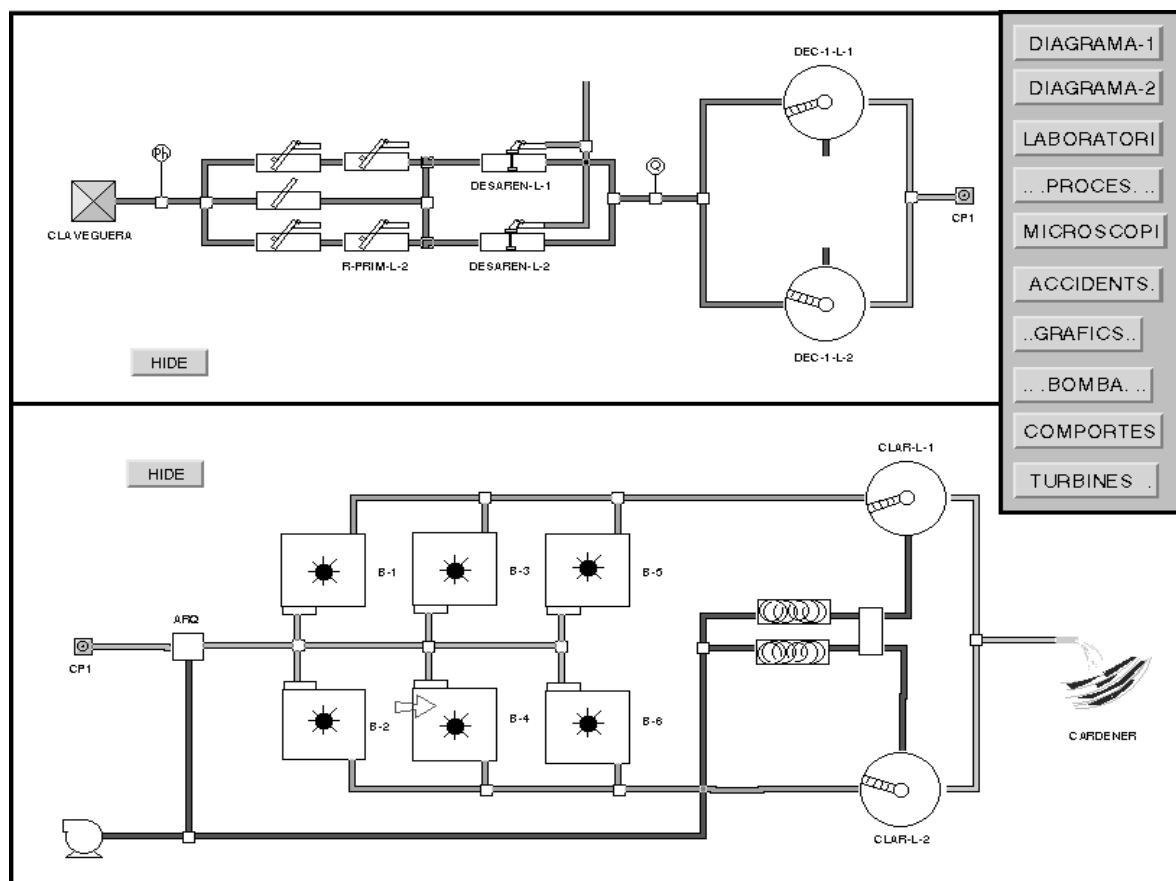 DEC-1-L-1
Ph
DESAREN-L-1
Q
CLAVEGUERA
CP1
R-PRIM-L-2
DESAREN-L-2
DEC-1-L-2
HIDE
DIAGRAMA-1
DIAGRAMA-2
LABORATORI
.. .PROCES. ..
MICROSCOPI
ACCIDENTS.
..GRAFICS..
.. .BOMBA. ..
COMPORTES
TURBINES .
HIDE
CLAR-L-1
B-1
B-3
B-5
ARQ
CP1
B-2
B-4
B-6
CARDENER
CLAR-L-2